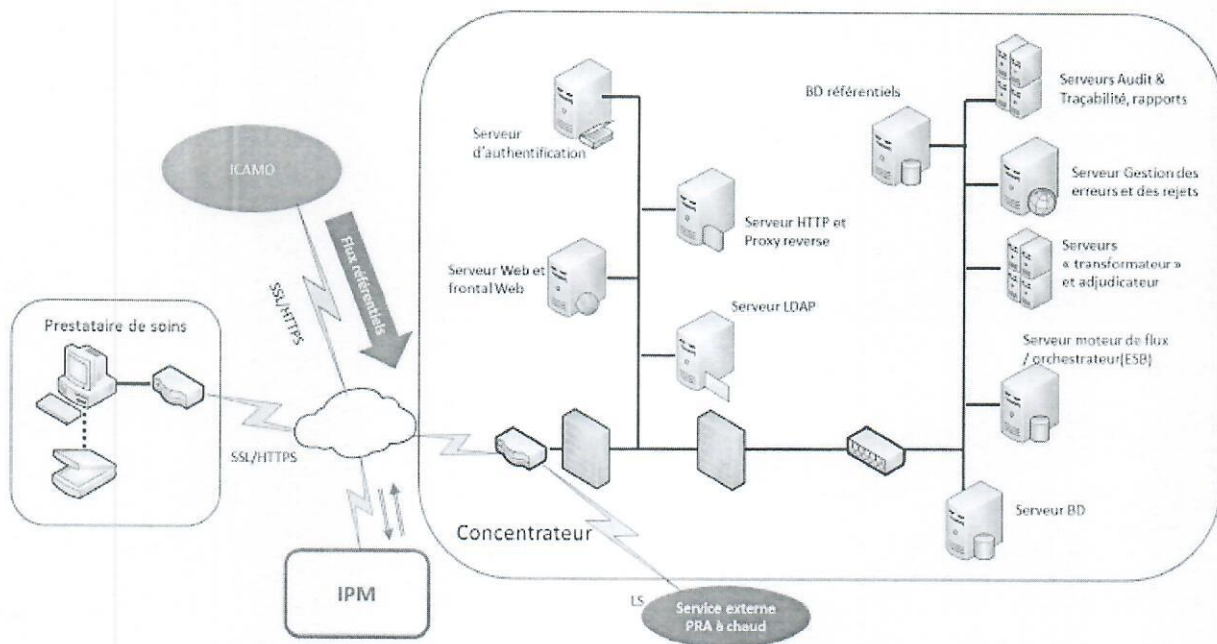 ICAMO
Flux référentiels
SSL/HTTPS
Prestataire de soins
SSL/HTTPS
IPM
Serveur
d'authentification
Serveur HTTP et
Proxy reverse
Serveur Web et
frontal Web
Serveur LDAP
Concentrateur
LS
Service externe
PRA à chaud
BD référentiels
Serveurs Audit &
Traçabilité, rapports
Serveur Gestion des
erreurs et des rejets
Serveurs
« transformateur »
et adjudicateur
Serveur moteur de flux
/ orchestrateur(ESB)
Serveur BD